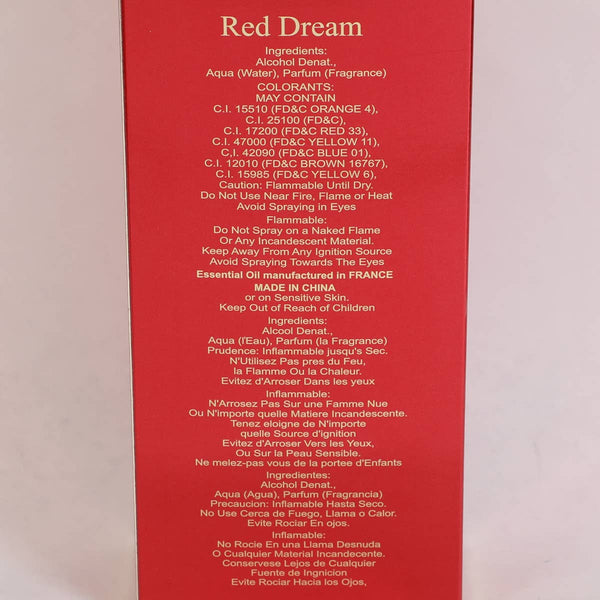 Red Dream
Ingredients:
Alcohol Denat.,
Aqua (Water), Parfum (Fragrance)
COLORANTS:
MAY CONTAIN
C.I. 15510 (FD&C ORANGE 4),
C.I. 25100 (FD&C),
C.I. 17200 (FD&C RED 33),
C.I. 47000 (FD&C YELLOW 11),
C,I. 42090 (FD&C BLUE 01),
C.I. 12010 (FD&C BROWN 16767),
C.I. 15985 (FD&C YELLOW 6),
Caution: Flammable Until Dry.
Do Not Use Near Fire, Flame or Heat
Avoid Spraying in Eyes
Flammable:
Do Not Spray on a Naked Flame
Or Any Incandescent Material.
Keep Away From Any Ignition Source
Avoid Spraying Towards The Eyes
Essential Oil manufactured in FRANCE
MADE IN CHINA
or on Sensitive Skin.
Keep Out of Reach of Children
Ingredients:
Alcool Denat.,
Aqua (l'Eau), Parfum (la Fragrance)
Prudence: Inflammable jusqu's Sec.
N'Utilisez Pas pres du Feu,
la Flamme Ou la Chaleur.
Evitez d'Arroser Dans les yeux
Inflammable:
N'Arrosez Pas Sur une Famme Nue
Ou N'importe quelle Matiere Incandescente.
Tenez eloigne de N'importe
quelle Source d'ignition
Evitez d'Arroser Vers les Yeux,
Ou Sur la Peau Sensible.
Ne melez-pas vous de la portee d'Enfants
Ingredientes:
Alcohol Denat.,
Aqua (Agua), Parfum (Fragrancia)
Precaucion: Inflamable Hasta Seco.
No Use Cerca de Fuego, Llama o Calor.
Evite Rociar En ojos.
Inflamable:
No Rocie En una Llama Desnuda
O Cualquier Material Incandecente.
Conservese Lejos de Cualquier
Fuente de Ingnicion
Evite Rociar Hacia los Ojos,